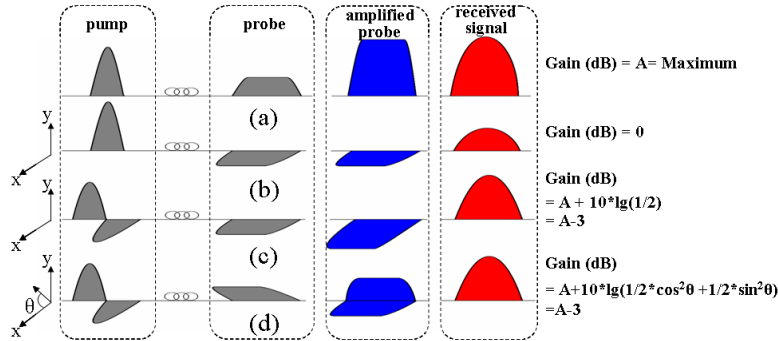 pump
probe
amplified
probe
received
signal
Gain (dB) = A= Maximum
(a)
y
x
Gain (dB) = 0
(b)
y
x
Gain (dB)
= A + 10*lg(1/2)
= A-3
(c)
y
θ
x
Gain (dB)
= A+10*lg(1/2*cos²θ +1/2*sin²θ)
=A-3
(d)